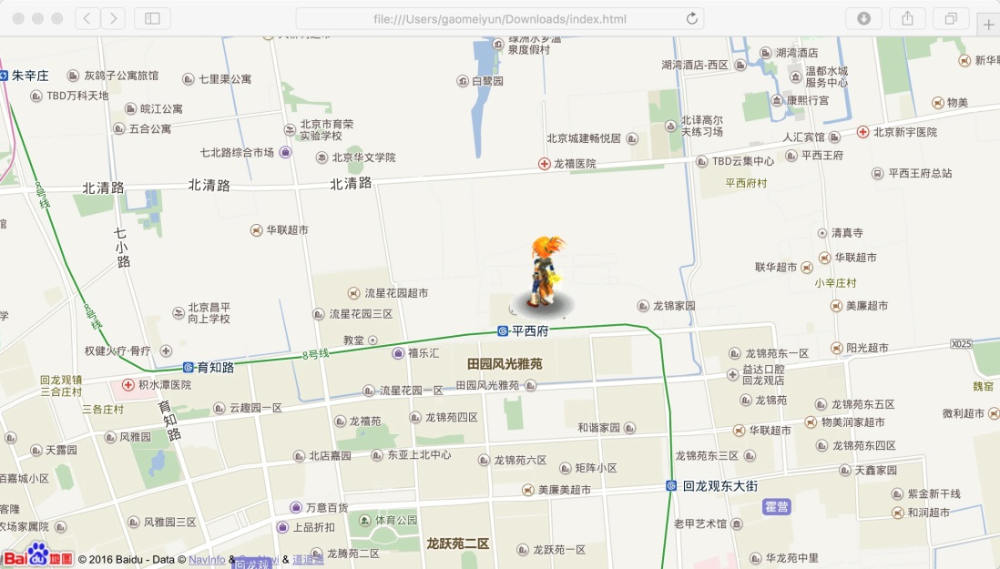 file:///Users/gaomeiyun/Downloads/index.html
绿洲水乡温
泉度假村
湖湾酒店
湖湾酒店-西区
新华联
朱辛庄
灰鸽子公寓旅馆
七里渠公寓
白鹭园
温都水城
服务中心
TBD万科天地
皖江公寓
康熙行宫
物美
五合公寓
北京市育荣
实验学校
北译高尔
夫练习场
北京城建畅悦居
人汇宾馆
北京新宇医院
七北路综合市场
北京华文学院
龙禧医院
TBD云集中心
平西王府
平西王府总站
平西府村
北清路
北清路
北清路
8号线
七小路
华联超市
清真寺
华联超市
联华超市
小辛庄村
流星花园超市
龙锦家园
美廉超市
北京昌平
向上学校
流星花园三区
8号线
平西府
教堂
权健火疗·骨疗
8号线
禧乐汇
龙锦苑东一区
阳光超市
X025
育知路
田园风光雅苑
益达口腔
回龙观店
回龙观镇
三合庄村
积水潭医院
流星花园一区
田园风光雅苑
魏窑
三各庄村
云趣园一区
龙锦苑
龙锦苑东五区
育知路
龙禧苑
龙锦苑四区
和谐家园
华联超市
物美润家超市
微利超市
风雅园
天露园
北店嘉园
东亚上北中心
龙锦苑六区
龙锦苑东三区
龙锦苑东四区
矩阵小区
天鑫家园
百嘉城小区
美廉美超市
回龙观东大街
紫金新干线
万意百货
霍营
客隆
和润超市
农场家属院
风雅园三区
上品折扣
体育公园
老甲艺术馆
龙腾苑二区
龙跃苑二区
龙跃苑一区
华龙苑中里
Bai du 地图
© 2016 Baidu - Data © NavInfo & CenNavi & 道道通
回龙观